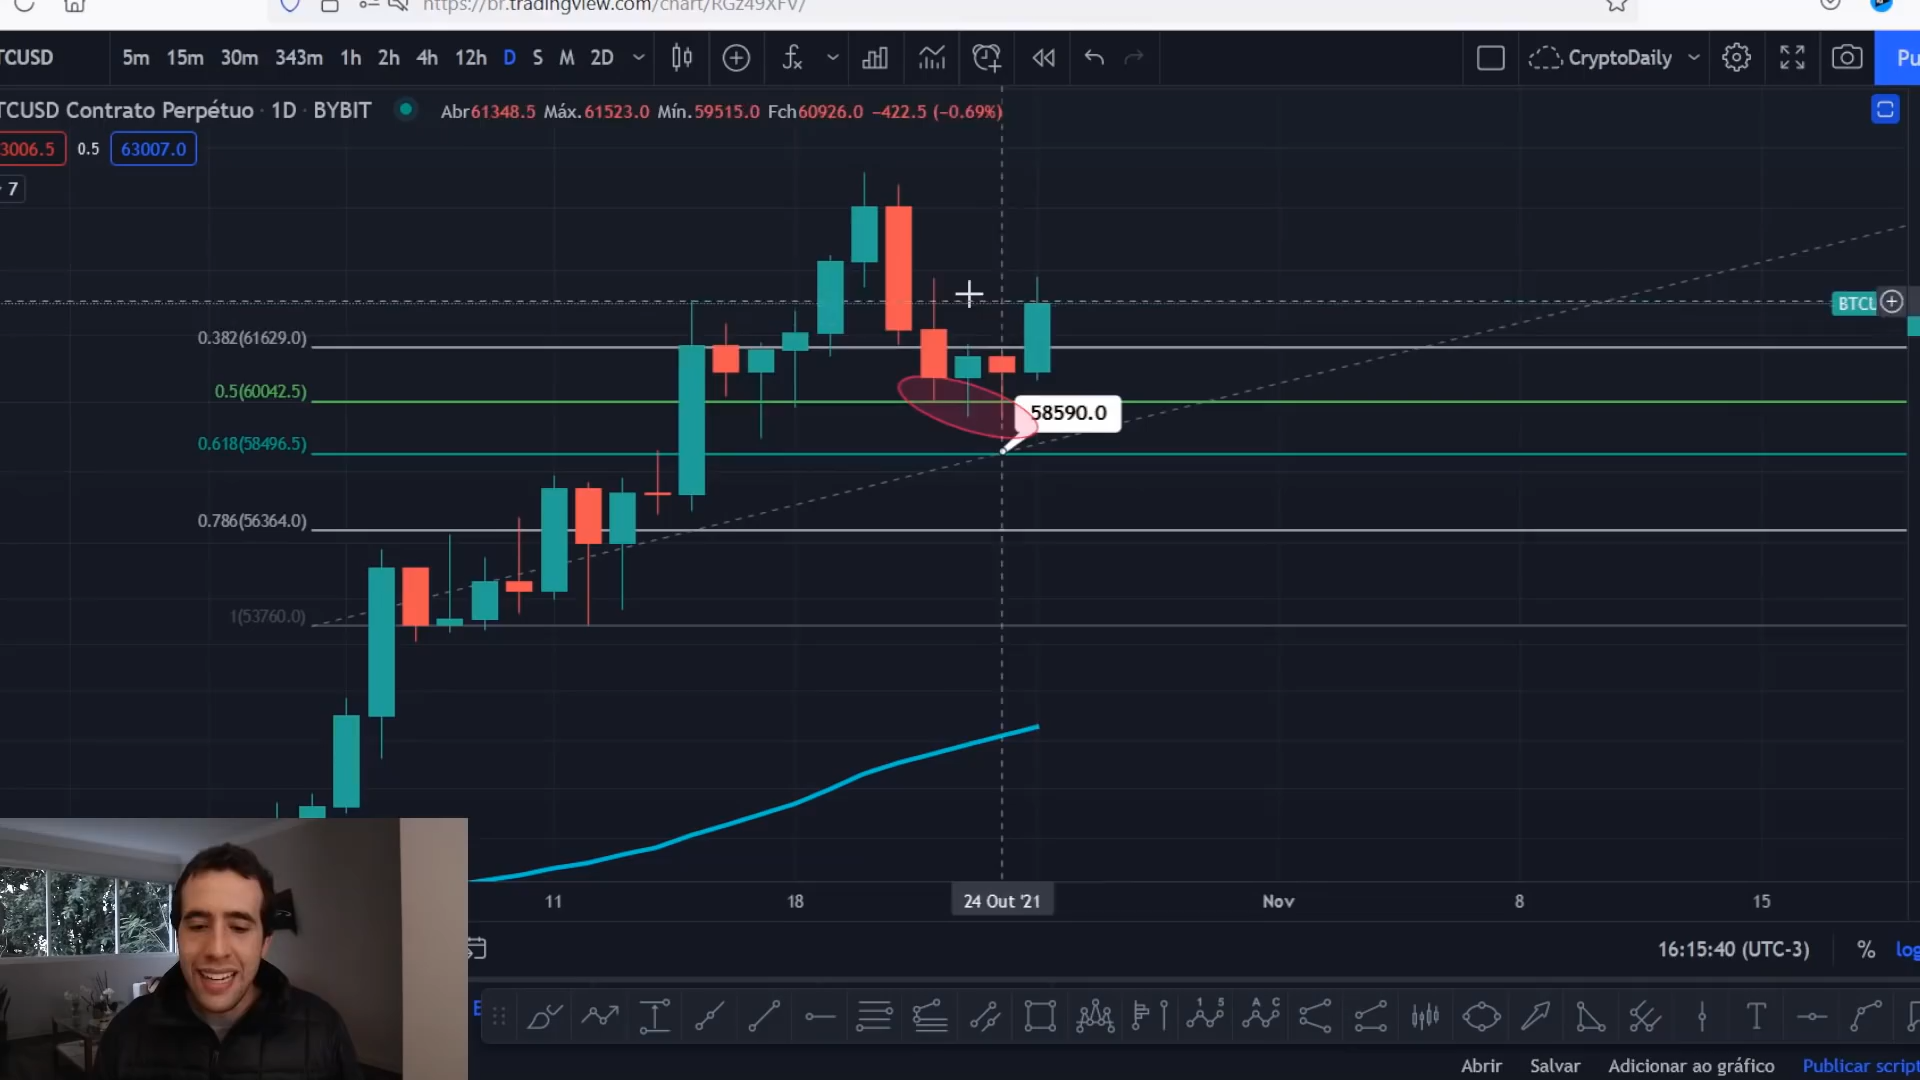 https://br.tradingview.com/chart/RGz49XFV/
TCUSD 5m 15m 30m 343m 1h 2h 4h 12h D S M 2D CryptoDaily Pu
TCUSD Contrato Perpétuo · 1D · BYBIT Abr61348.5 Máx.61523.0 Mín.59515.0 Fch60926.0 −422.5 (−0.69%)
3006.5 0.5 63007.0
7
BTCU
0.382(61629.0)
0.5(60042.5)
58590.0
0.618(58496.5)
0.786(56364.0)
1(53760.0)
11 18 24 Out '21 Nov 8 15
16:15:40 (UTC-3) % log
Abrir Salvar Adicionar ao gráfico Publicar script